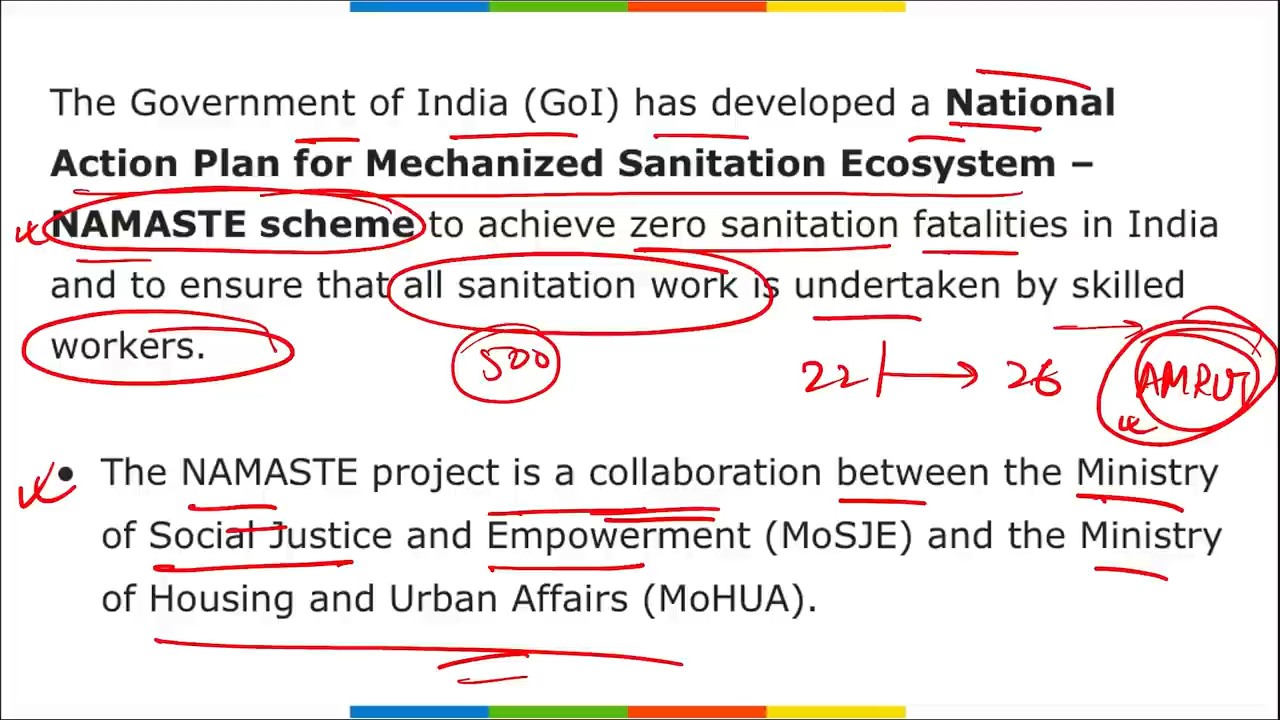 The Government of India (GoI) has developed a National
Action Plan for Mechanized Sanitation Ecosystem –
NAMASTE scheme to achieve zero sanitation fatalities in India
and to ensure that all sanitation work is undertaken by skilled
workers.
500
22 → 26
AMRUT
• The NAMASTE project is a collaboration between the Ministry
of Social Justice and Empowerment (MoSJE) and the Ministry
of Housing and Urban Affairs (MoHUA).